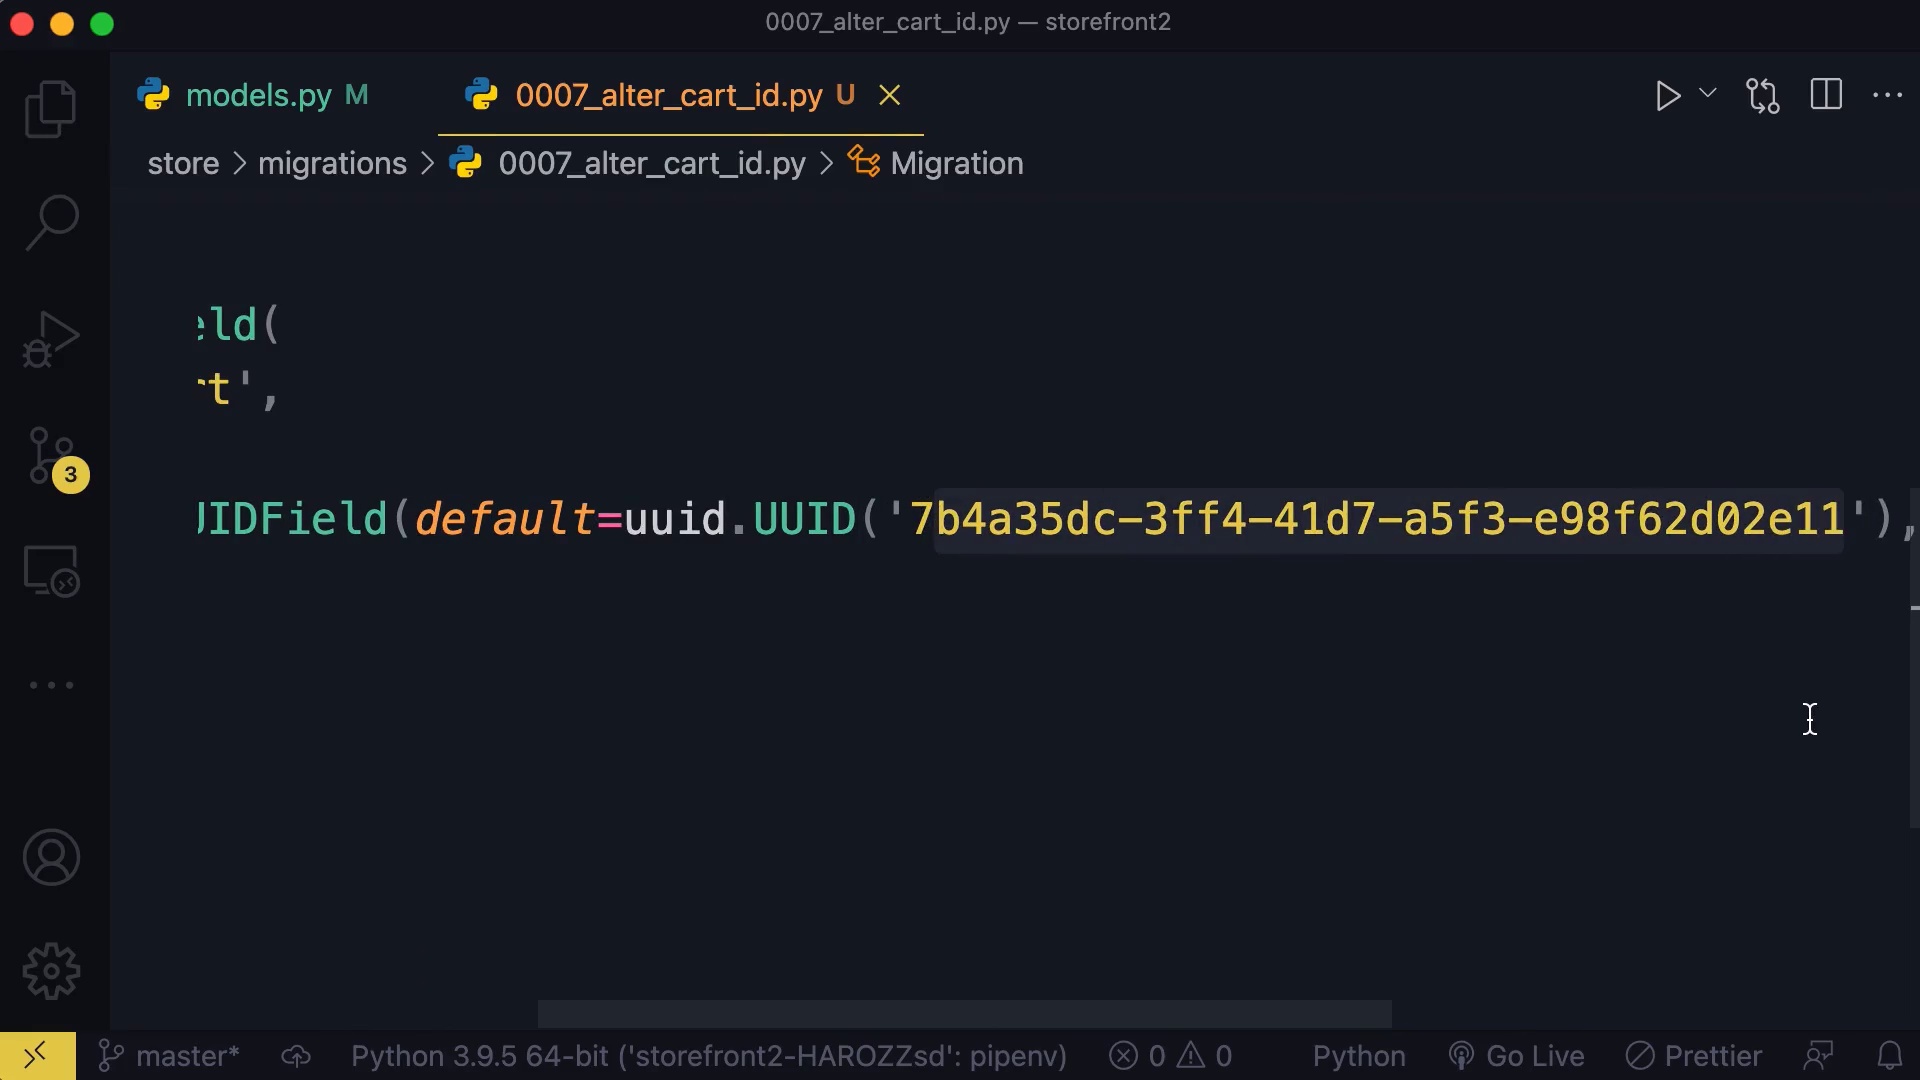 0007_alter_cart_id.py — storefront2
models.py M
0007_alter_cart_id.py U
store > migrations > 0007_alter_cart_id.py > Migration
eld(
rt',
UIDField(default=uuid.UUID('7b4a35dc-3ff4-41d7-a5f3-e98f62d02e11'),
3
master*
Python 3.9.5 64-bit ('storefront2-HAROZZsd': pipenv)
0
0
Python
Go Live
Prettier